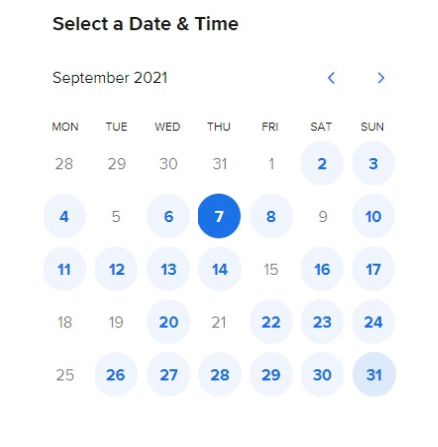 Select a Date & Time
September 2021
MON TUE WED THU FRI SAT SUN
28 29 30 31 1 2 3
4 5 6 7 8 9 10
11 12 13 14 15 16 17
18 19 20 21 22 23 24
25 26 27 28 29 30 31